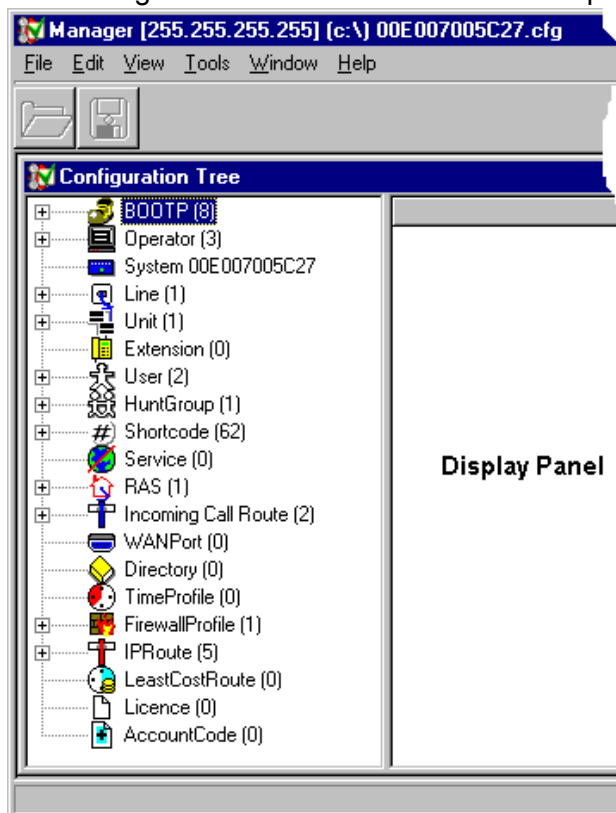 Manager [255.255.255.255] (c:\) 00E007005C27.cfg
File Edit View Tools Window Help
Configuration Tree
BOOTP (8)
Operator (3)
System 00E007005C27
Line (1)
Unit (1)
Extension (0)
User (2)
HuntGroup (1)
Shortcode (62)
Service (0)
RAS (1)
Incoming Call Route (2)
WANPort (0)
Directory (0)
TimeProfile (0)
FirewallProfile (1)
IPRoute (5)
LeastCostRoute (0)
Licence (0)
AccountCode (0)
Display Panel